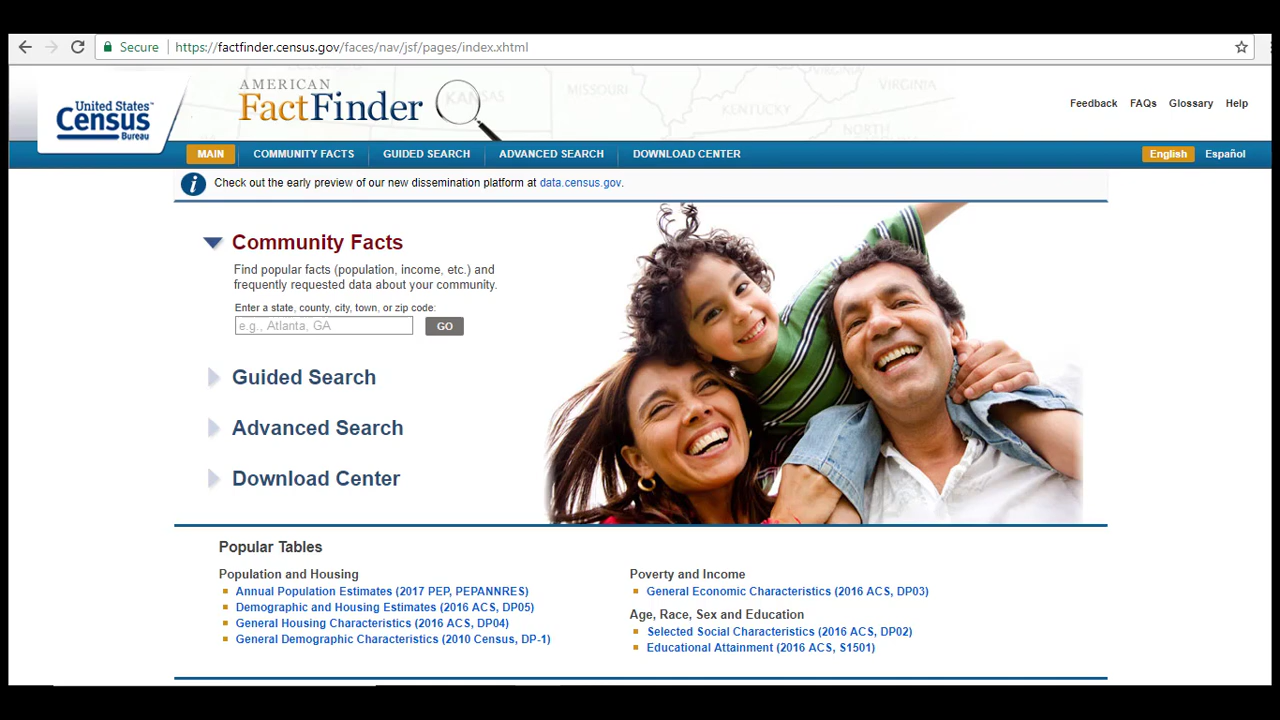 Secure
https://factfinder.census.gov/faces/nav/jsf/pages/index.xhtml
United States™
Census
Bureau
AMERICAN
FactFinder
KANSAS
MISSOURI
KENTUCKY
VIRGINIA
VIRGINIA
NORTH
Feedback FAQs Glossary Help
MAIN COMMUNITY FACTS GUIDED SEARCH ADVANCED SEARCH DOWNLOAD CENTER English Español
Check out the early preview of our new dissemination platform at data.census.gov.
Community Facts
Find popular facts (population, income, etc.) and
frequently requested data about your community.
Enter a state, county, city, town, or zip code:
e.g., Atlanta, GA GO
Guided Search
Advanced Search
Download Center
Popular Tables
Population and Housing
Annual Population Estimates (2017 PEP, PEPANNRES)
Demographic and Housing Estimates (2016 ACS, DP05)
General Housing Characteristics (2016 ACS, DP04)
General Demographic Characteristics (2010 Census, DP-1)
Poverty and Income
General Economic Characteristics (2016 ACS, DP03)
Age, Race, Sex and Education
Selected Social Characteristics (2016 ACS, DP02)
Educational Attainment (2016 ACS, S1501)